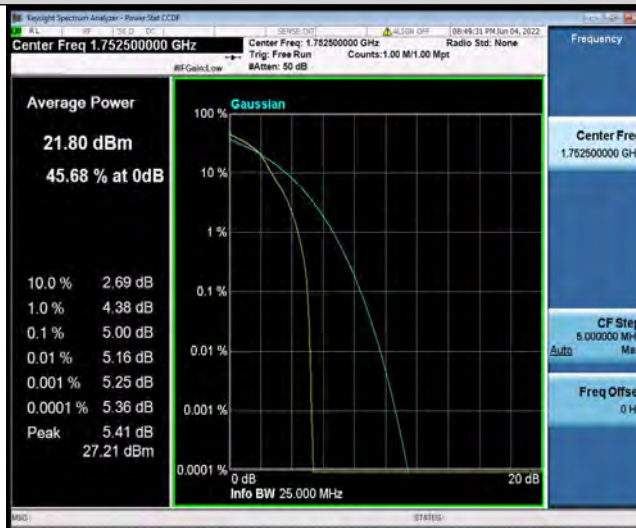 Keysight Spectrum Analyzer - Power Stat CCDF
RL RF 50 Ω DC SENSE:INT ALIGN OFF 08:49:31 PM Jun 04, 2022
Center Freq 1.752500000 GHz
Center Freq: 1.752500000 GHz Radio Std: None
Trig: Free Run Counts:1.00 M/1.00 Mpt
#IFGain:Low #Atten: 50 dB
Frequency
Average Power
21.80 dBm
45.68 % at 0dB
10.0 % 2.69 dB
1.0 % 4.38 dB
0.1 % 5.00 dB
0.01 % 5.16 dB
0.001 % 5.25 dB
0.0001 % 5.36 dB
Peak 5.41 dB
27.21 dBm
Gaussian
100 %
10 %
1 %
0.1 %
0.01 %
0.001 %
0.0001 %
0 dB 20 dB
Info BW 25.000 MHz
Center Fre
1.752500000 GH
CF Ste
5.000000 MH
Auto Ma
Freq Offse
0 H
MSG STATUS